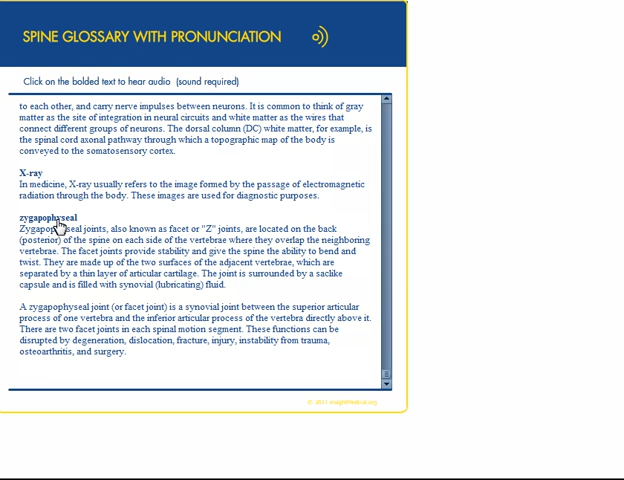 SPINE GLOSSARY WITH PRONUNCIATION
Click on the bolded text to hear audio (sound required)
to each other, and carry nerve impulses between neurons. It is common to think of gray
matter as the site of integration in neural circuits and white matter as the wires that
connect different groups of neurons. The dorsal column (DC) white matter, for example, is
the spinal cord axonal pathway through which a topographic map of the body is
conveyed to the somatosensory cortex.
X-ray
In medicine, X-ray usually refers to the image formed by the passage of electromagnetic
radiation through the body. These images are used for diagnostic purposes.
zygapophyseal
Zygapophyseal joints, also known as facet or "Z" joints, are located on the back
(posterior) of the spine on each side of the vertebrae where they overlap the neighboring
vertebrae. The facet joints provide stability and give the spine the ability to bend and
twist. They are made up of the two surfaces of the adjacent vertebrae, which are
separated by a thin layer of articular cartilage. The joint is surrounded by a saclike
capsule and is filled with synovial (lubricating) fluid.
A zygapophyseal joint (or facet joint) is a synovial joint between the superior articular
process of one vertebra and the inferior articular process of the vertebra directly above it.
There are two facet joints in each spinal motion segment. These functions can be
disrupted by degeneration, dislocation, fracture, injury, instability from trauma,
osteoarthritis, and surgery.